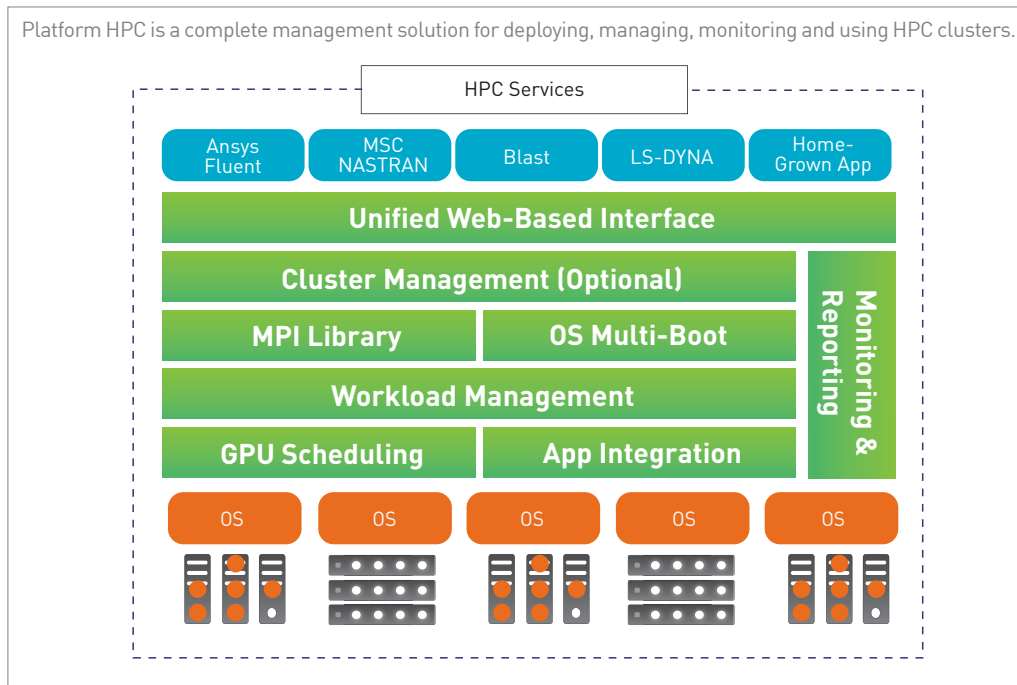 Platform HPC is a complete management solution for deploying, managing, monitoring and using HPC clusters.
HPC Services
Ansys
Fluent
MSC
NASTRAN
Blast
LS-DYNA
Home-
Grown App
Unified Web-Based Interface
Cluster Management (Optional)
MPI Library
OS Multi-Boot
Workload Management
GPU Scheduling
App Integration
Monitoring &
Reporting
OS
OS
OS
OS
OS